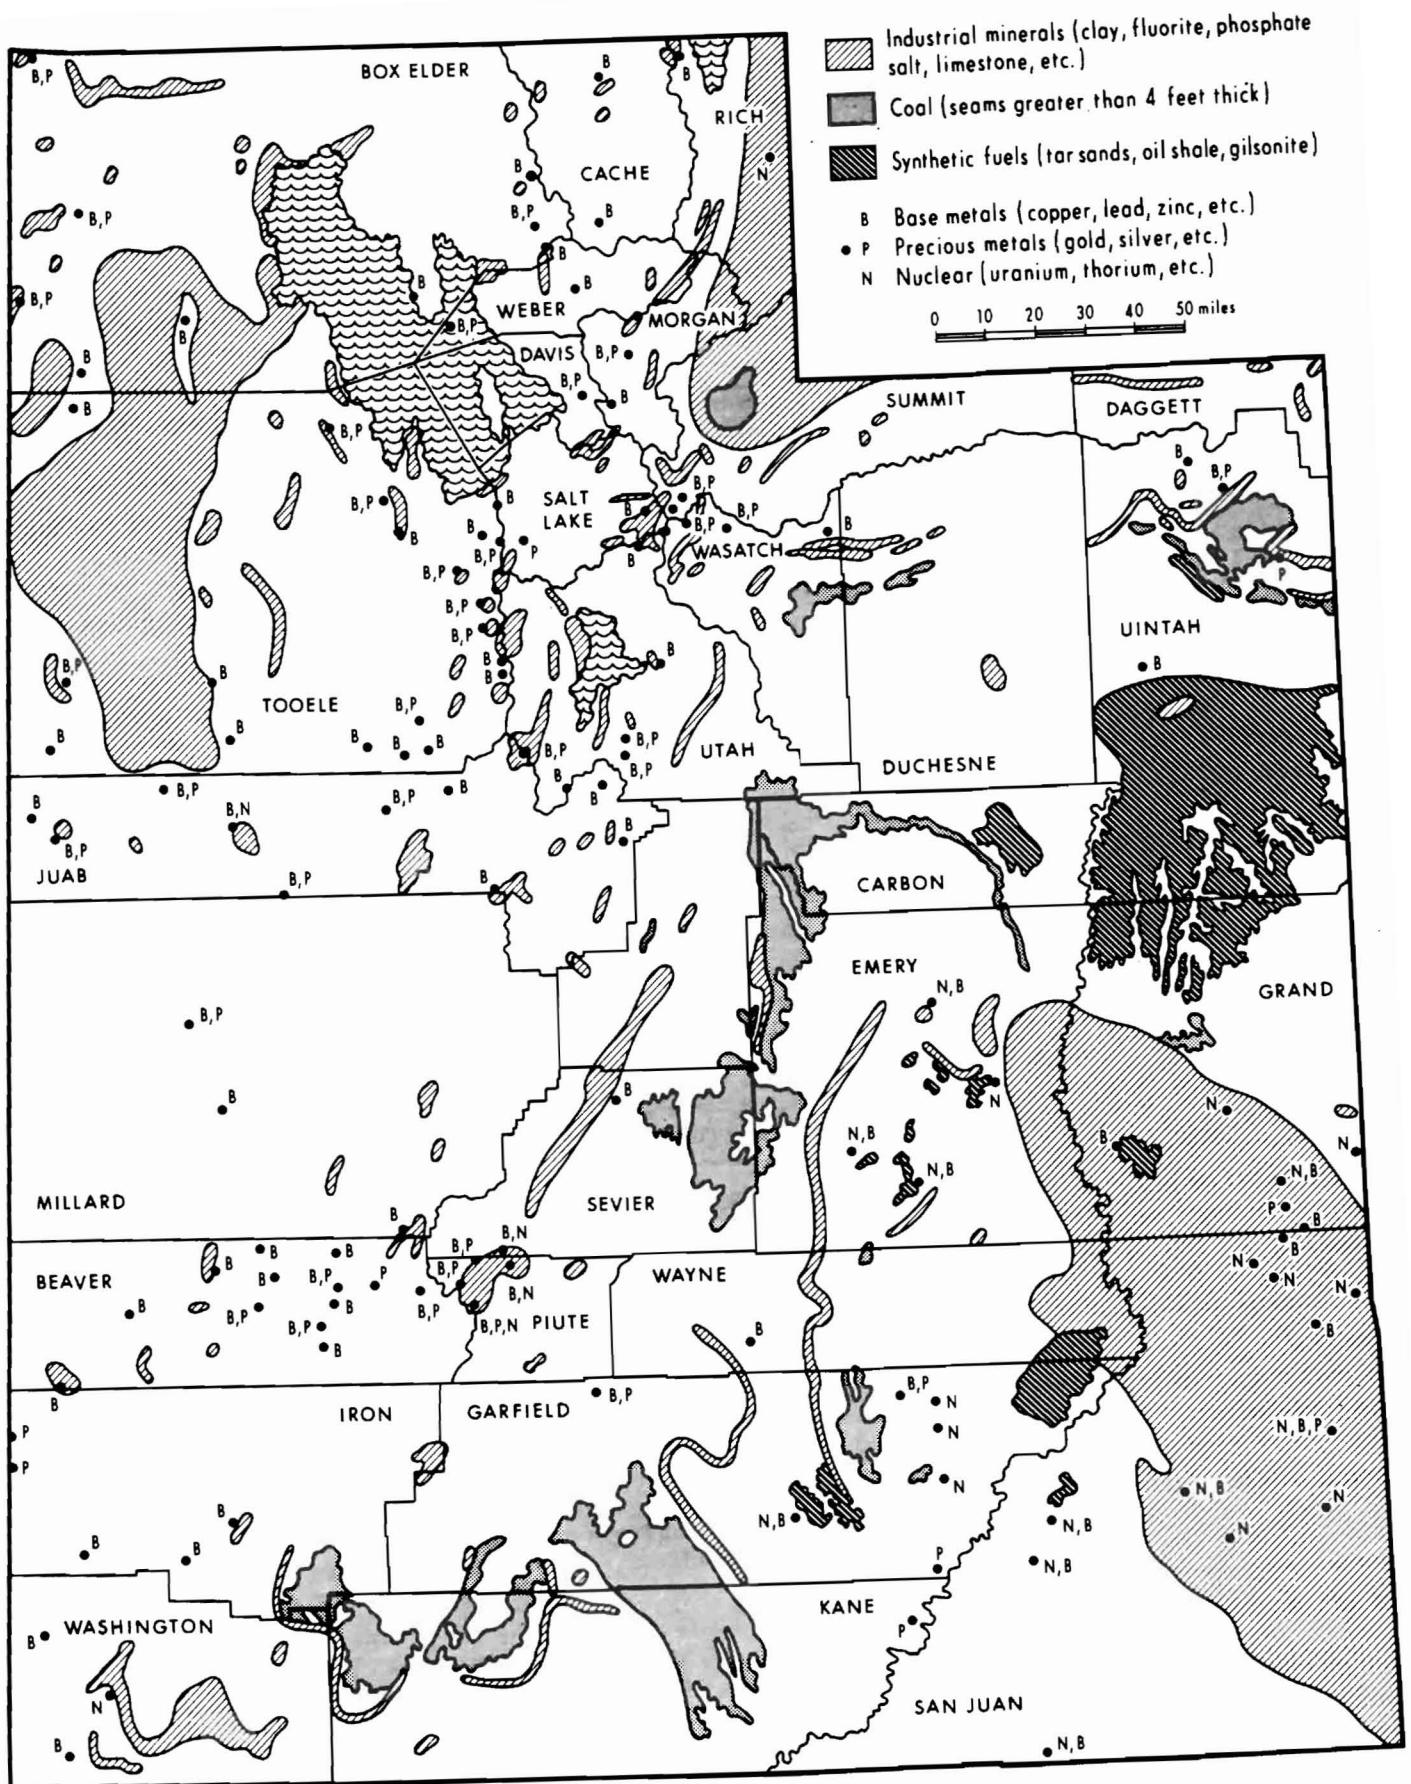 Industrial minerals (clay, fluorite, phosphate
salt, limestone, etc.)
Coal (seams greater than 4 feet thick)
Synthetic fuels (tar sands, oil shale, gilsonite)
B Base metals (copper, lead, zinc, etc.)
• P Precious metals (gold, silver, etc.)
N Nuclear (uranium, thorium, etc.)
0 10 20 30 40 50 miles
B,P
BOX ELDER
B
B
RICH
N
B
CACHE
B,P
B,P
B
B
B,P
B
B
WEBER
B,P
MORGAN
B
B
DAVIS
B,P
B,P
B
B
SUMMIT
DAGGETT
B,P
B
B,P
B,P
B
SALT
LAKE
B
B,P
B,P
B,P
B
B
B
P
B,P
WASATCH
B
B
P
B,P
B,P
B,P
UINTAH
B
B
B
B
B,P
B
TOOELE
B,P
B
B
B,P
B,P
B,P
UTAH
DUCHESNE
B
B
B,P
B,P
B
B
B,N
B,P
B
JUAB
B,P
B
CARBON
EMERY
N,B
GRAND
B,P
B
B
N
N
N,B
B
N
N,B
N,B
MILLARD
SEVIER
P
B
B
B,N
B,P
B
BEAVER
B
B
B
B
B,P
P
B,P
B,N
WAYNE
N
N
N
B
B,P
B,P
B
B,P
B,P,N
PIUTE
B
B
B
B
IRON
GARFIELD
B,P
B,P
N
N
N,B,P
P
P
N
N,B
N
B
N,B
N,B
N
B
B
N,B
P
WASHINGTON
B
KANE
P
N
SAN JUAN
B
N,B